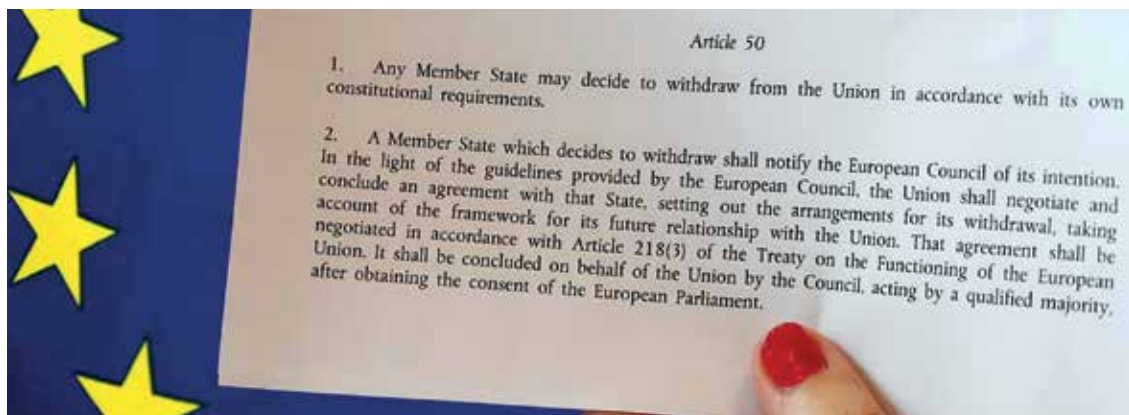 Article 50
1. Any Member State may decide to withdraw from the Union in accordance with its own
constitutional requirements.
2. A Member State which decides to withdraw shall notify the European Council of its intention.
In the light of the guidelines provided by the European Council, the Union shall negotiate and
conclude an agreement with that State, setting out the arrangements for its withdrawal, taking
account of the framework for its future relationship with the Union. That agreement shall be
negotiated in accordance with Article 218(3) of the Treaty on the Functioning of the European
Union. It shall be concluded on behalf of the Union by the Council, acting by a qualified majority,
after obtaining the consent of the European Parliament.